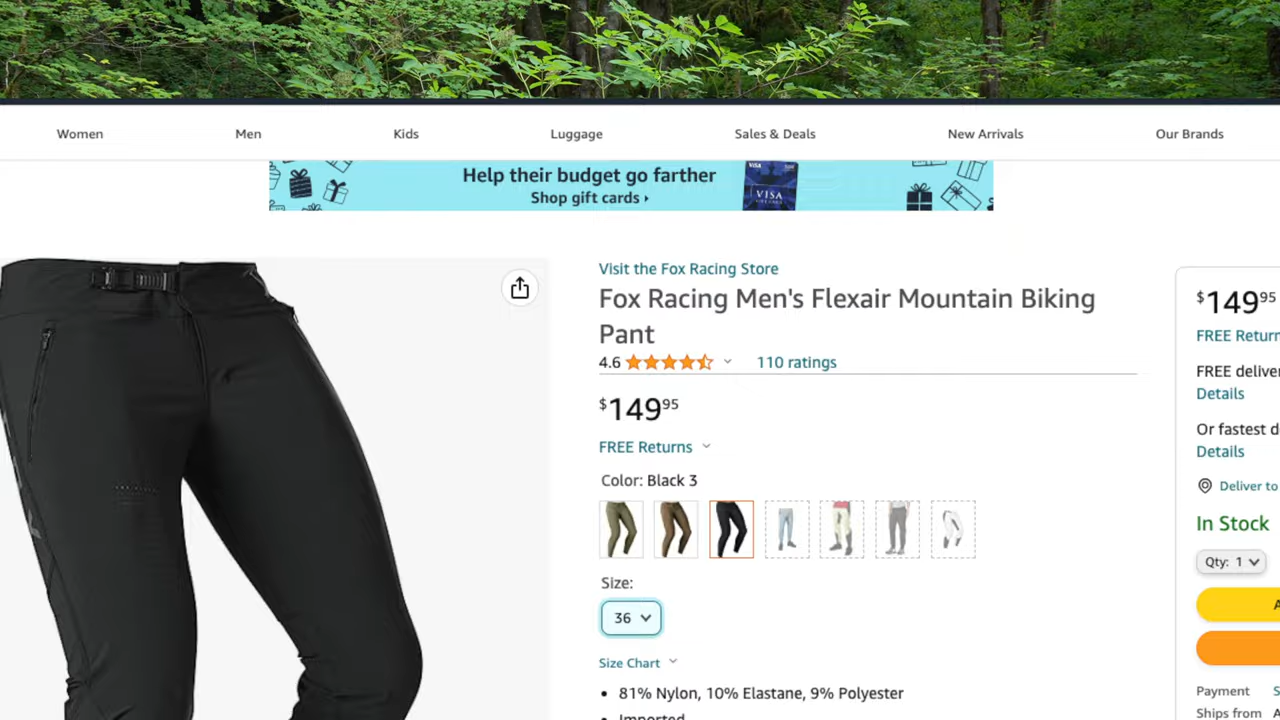 Women Men Kids Luggage Sales & Deals New Arrivals Our Brands
Help their budget go farther
Shop gift cards ›
VISA
VISA
Visit the Fox Racing Store
Fox Racing Men's Flexair Mountain Biking
Pant
4.6 110 ratings
$149 95
FREE Returns
Color: Black 3
Size:
36
Size Chart
• 81% Nylon, 10% Elastane, 9% Polyester
• Imported
$149 95
FREE Return
FREE deliver
Details
Or fastest d
Details
Deliver to
In Stock
Qty: 1
A
Payment S
Ships from A